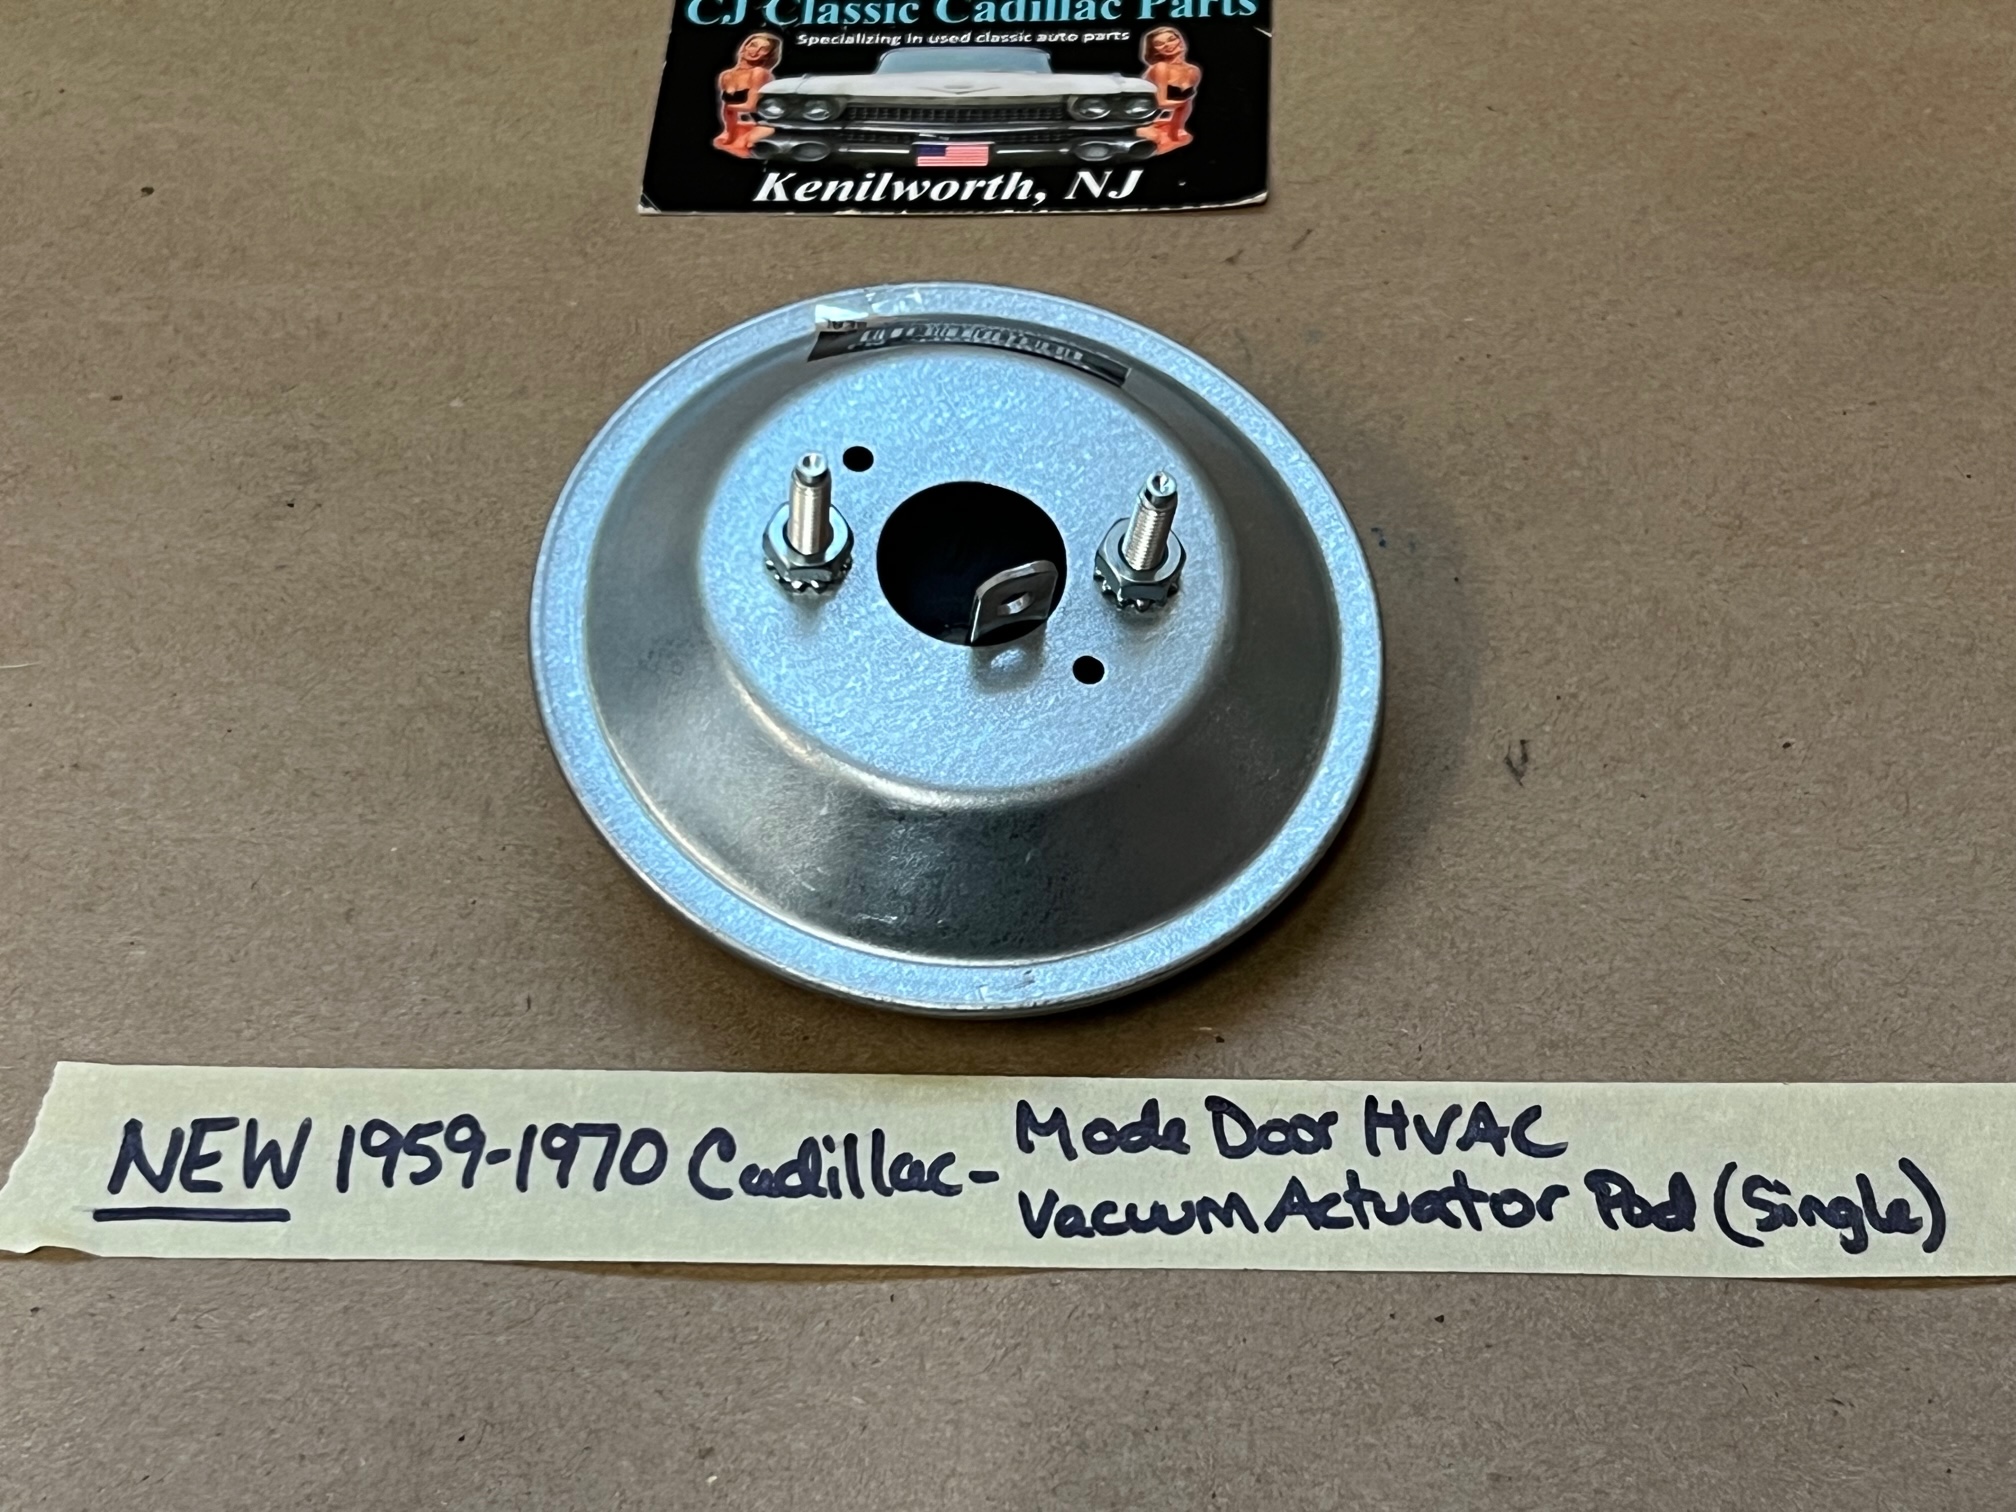 CJ Classic Cadillac Parts
Specializing in used classic auto parts
Kenilworth, NJ
NEW 1959-1970 Cadillac- Mode Door HVAC
Vacuum Actuator Pod (Single)